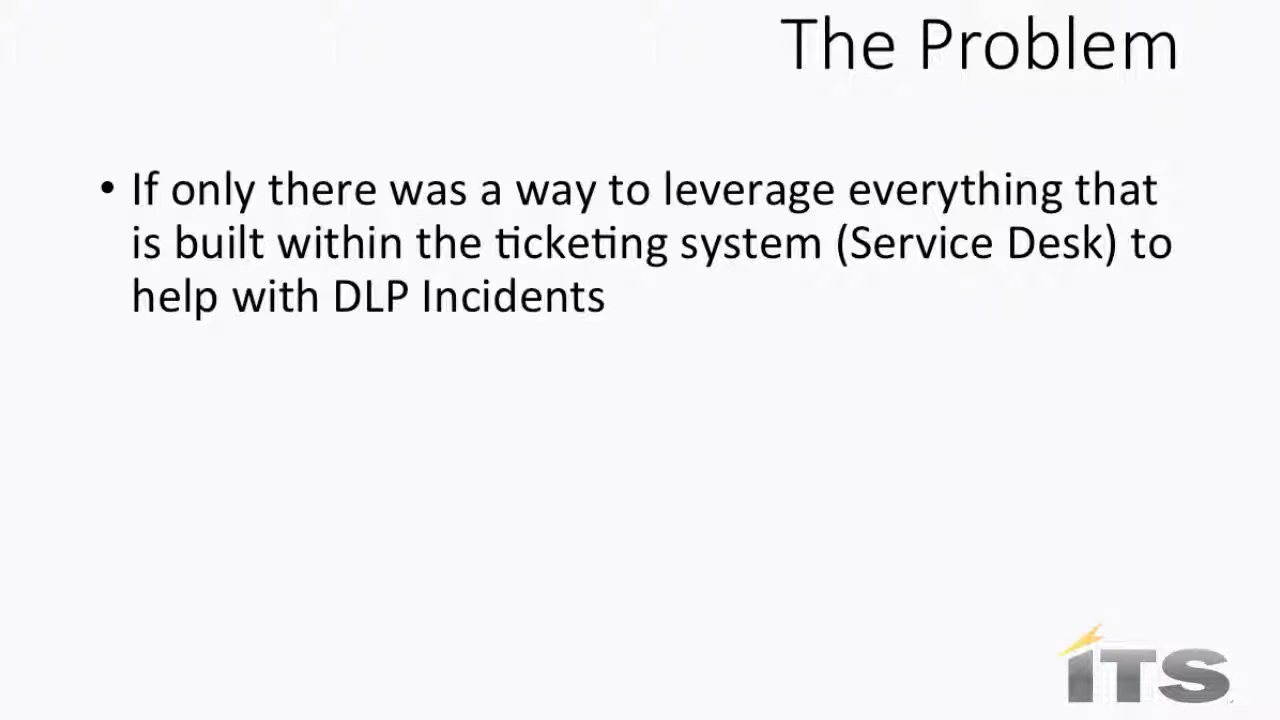 The Problem
• If only there was a way to leverage everything that
is built within the ticketing system (Service Desk) to
help with DLP Incidents
iTS